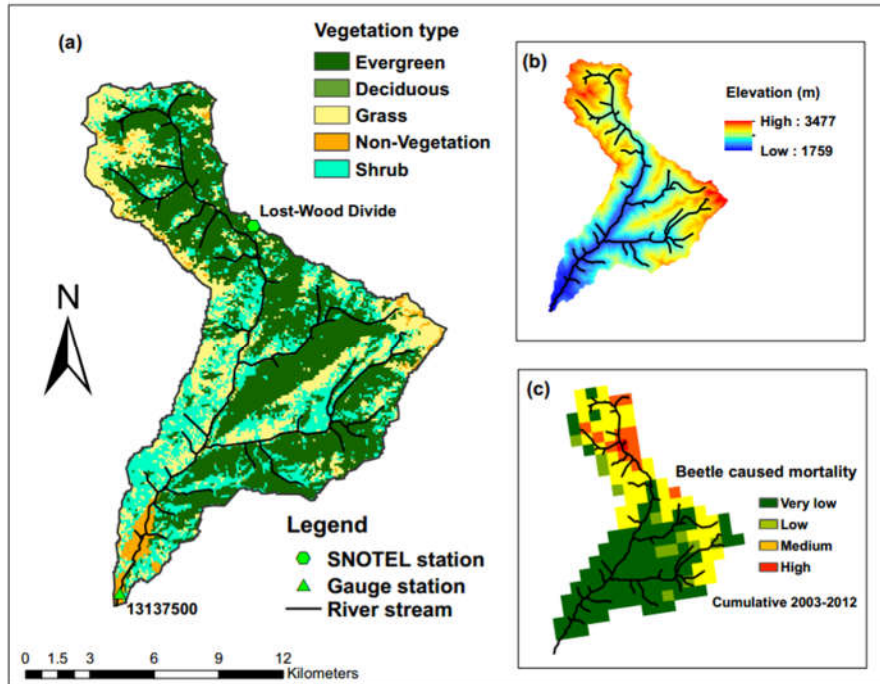 (a)
Vegetation type
Evergreen
Deciduous
Grass
Non-Vegetation
Shrub
Lost-Wood Divide
N
Legend
SNOTEL station
Gauge station
River stream
13137500
0 1.5 3 6 9 12
Kilometers
(b)
Elevation (m)
High : 3477
Low : 1759
(c)
Beetle caused mortality
Very low
Low
Medium
High
Cumulative 2003-2012